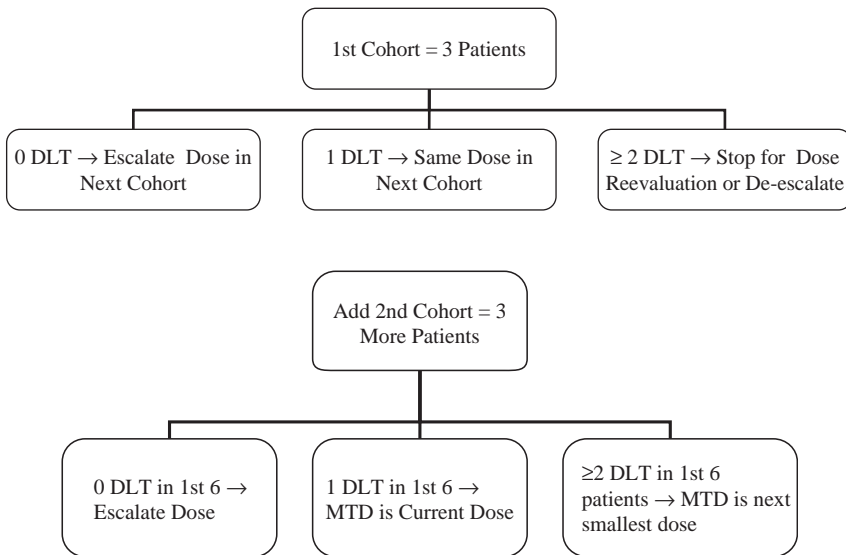 1st Cohort = 3 Patients
0 DLT → Escalate Dose in
Next Cohort
1 DLT → Same Dose in
Next Cohort
≥ 2 DLT → Stop for Dose
Reevaluation or De-escalate
Add 2nd Cohort = 3
More Patients
0 DLT in 1st 6 →
Escalate Dose
1 DLT in 1st 6 →
MTD is Current Dose
≥2 DLT in 1st 6
patients → MTD is next
smallest dose